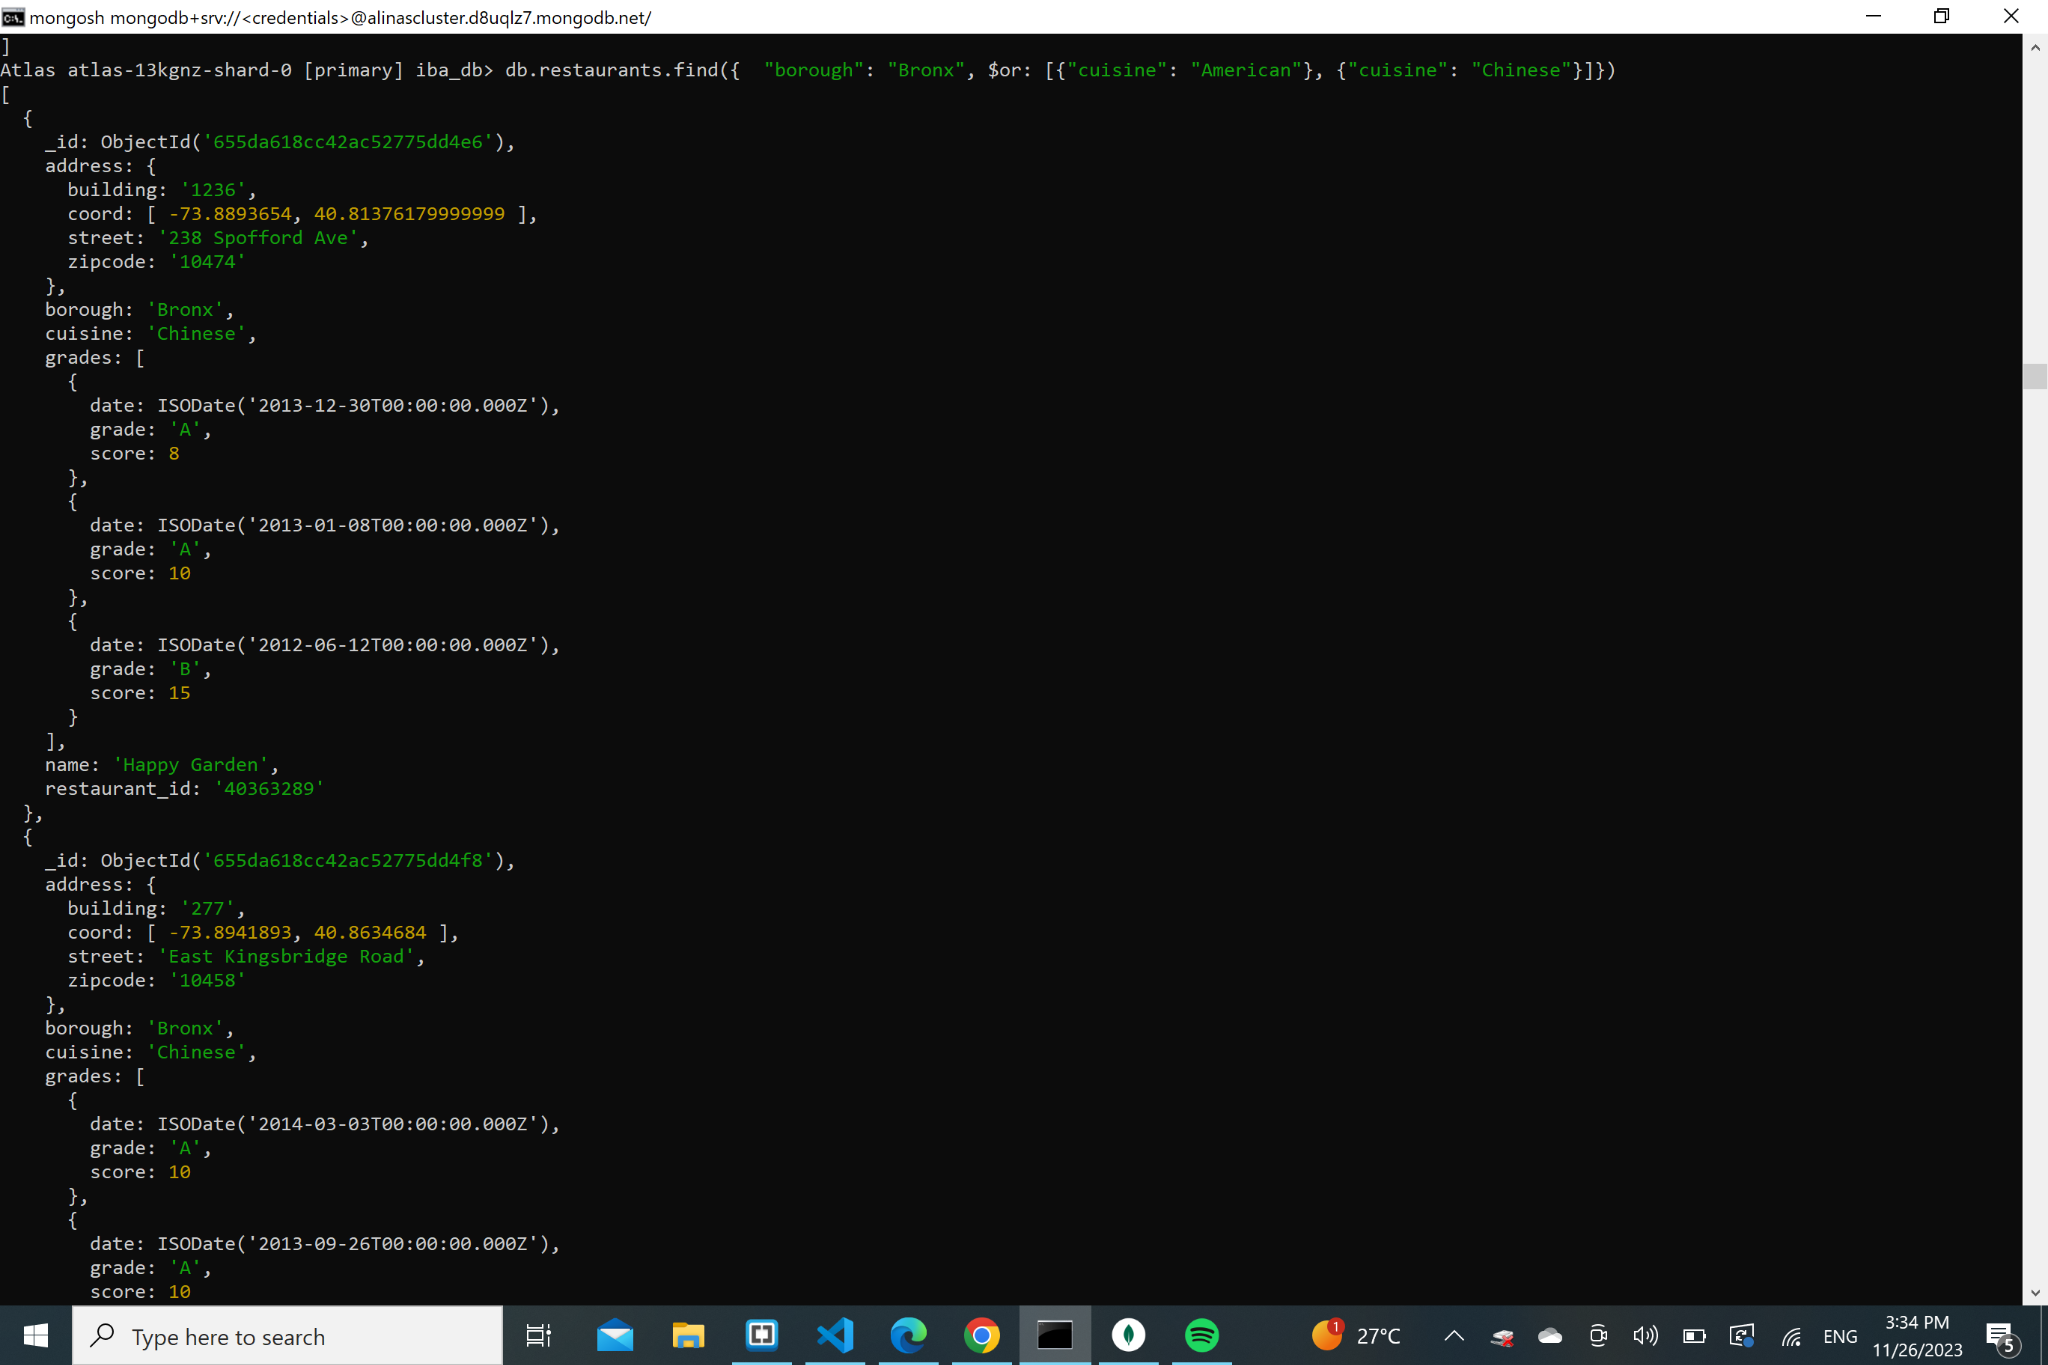 mongosh mongodb+srv://<credentials>@alinascluster.d8uqlz7.mongodb.net/
]
Atlas atlas-13kgnz-shard-0 [primary] iba_db> db.restaurants.find({  "borough": "Bronx", $or: [{"cuisine": "American"}, {"cuisine": "Chinese"}]})
[
  {
    _id: ObjectId('655da618cc42ac52775dd4e6'),
    address: {
      building: '1236',
      coord: [ -73.8893654, 40.81376179999999 ],
      street: '238 Spofford Ave',
      zipcode: '10474'
    },
    borough: 'Bronx',
    cuisine: 'Chinese',
    grades: [
      {
        date: ISODate('2013-12-30T00:00:00.000Z'),
        grade: 'A',
        score: 8
      },
      {
        date: ISODate('2013-01-08T00:00:00.000Z'),
        grade: 'A',
        score: 10
      },
      {
        date: ISODate('2012-06-12T00:00:00.000Z'),
        grade: 'B',
        score: 15
      }
    ],
    name: 'Happy Garden',
    restaurant_id: '40363289'
  },
  {
    _id: ObjectId('655da618cc42ac52775dd4f8'),
    address: {
      building: '277',
      coord: [ -73.8941893, 40.8634684 ],
      street: 'East Kingsbridge Road',
      zipcode: '10458'
    },
    borough: 'Bronx',
    cuisine: 'Chinese',
    grades: [
      {
        date: ISODate('2014-03-03T00:00:00.000Z'),
        grade: 'A',
        score: 10
      },
      {
        date: ISODate('2013-09-26T00:00:00.000Z'),
        grade: 'A',
        score: 10
Type here to search
1
27°C
ENG
3:34 PM
11/26/2023
5